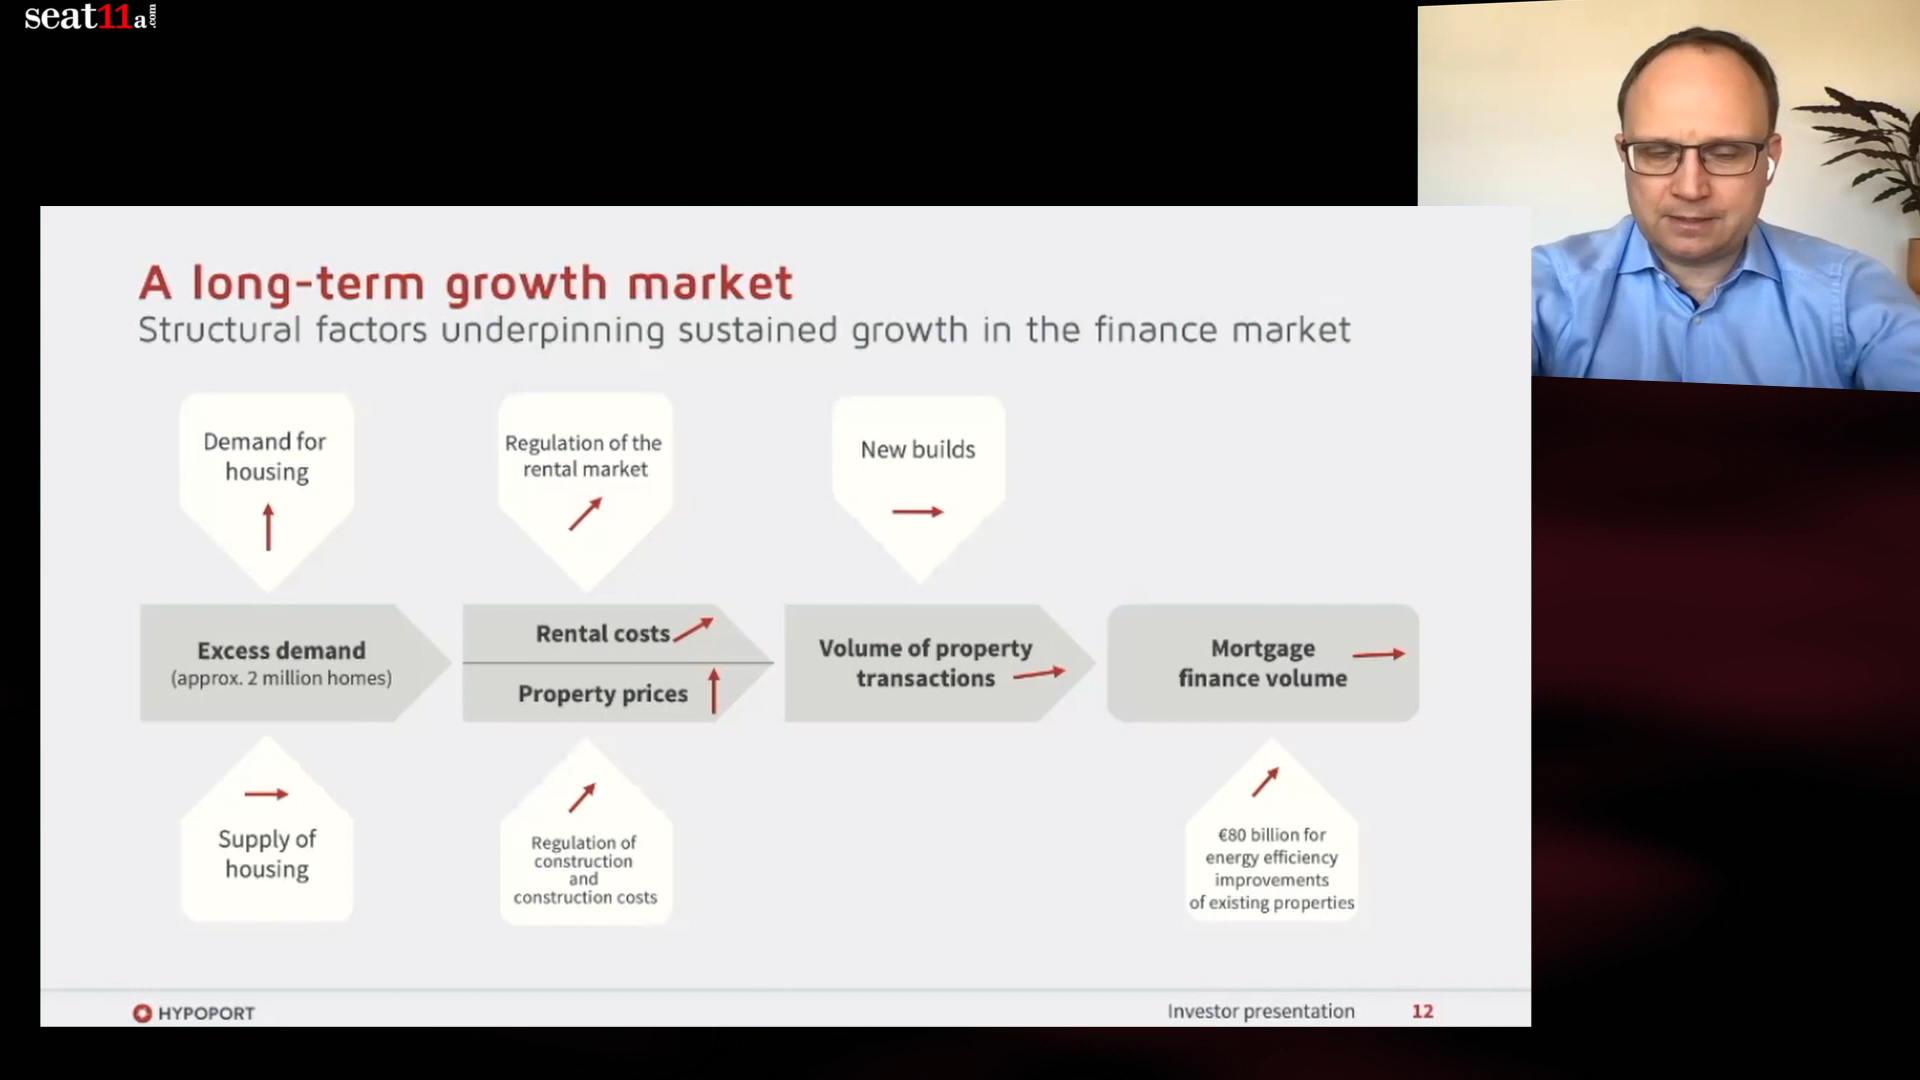 seat11a.com
A long-term growth market
Structural factors underpinning sustained growth in the finance market
Demand for
housing
Regulation of the
rental market
New builds
Excess demand
(approx. 2 million homes)
Rental costs
Property prices
Volume of property
transactions
Mortgage
finance volume
Supply of
housing
Regulation of
construction
and
construction costs
€80 billion for
energy efficiency
improvements
of existing properties
HYPOPORT
Investor presentation 12